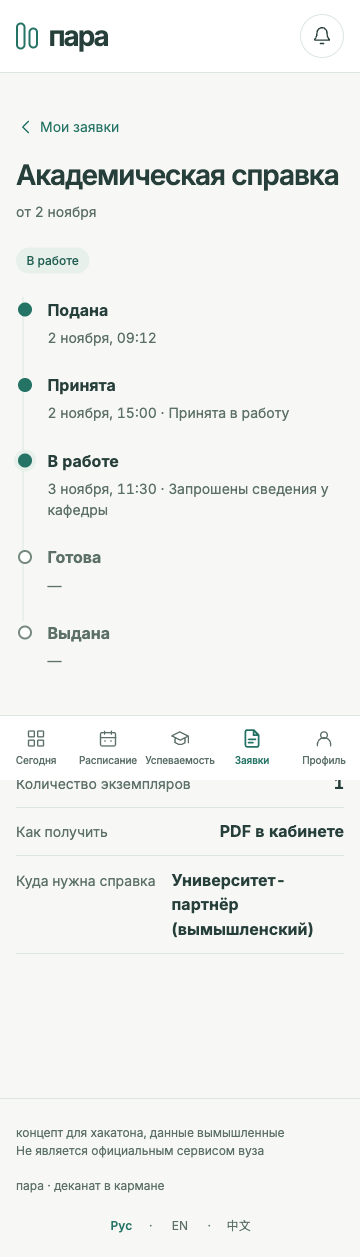 пара
Мои заявки
Академическая справка
от 2 ноября
В работе
Подана
2 ноября, 09:12
Принята
2 ноября, 15:00 · Принята в работу
В работе
3 ноября, 11:30 · Запрошены сведения у
кафедры
Готова
—
Выдана
—
Сегодня Расписание Успеваемость Заявки Профиль
Количество экземпляров 1
Как получить PDF в кабинете
Куда нужна справка Университет-
партнёр
(вымышленский)
концепт для хакатона, данные вымышленные
Не является официальным сервисом вуза
пара · деканат в кармане
Рус · EN · 中文